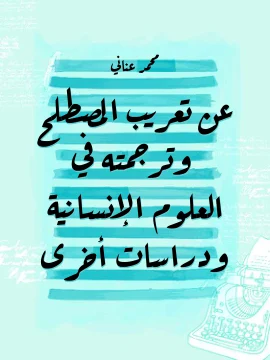 محمد عناني
عن تعريب المصطلح
وترجمته في
العلوم الإنسانية
ودراسات أخرى